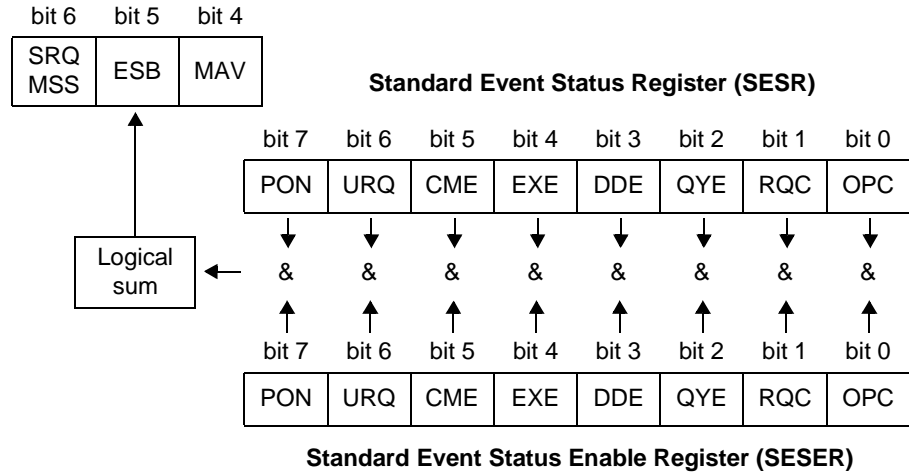 bit 6 bit 5 bit 4
SRQ
MSS ESB MAV
Standard Event Status Register (SESR)
bit 7 bit 6 bit 5 bit 4 bit 3 bit 2 bit 1 bit 0
PON URQ CME EXE DDE QYE RQC OPC
Logical
sum
& & & & & & & &
bit 7 bit 6 bit 5 bit 4 bit 3 bit 2 bit 1 bit 0
PON URQ CME EXE DDE QYE RQC OPC
Standard Event Status Enable Register (SESER)